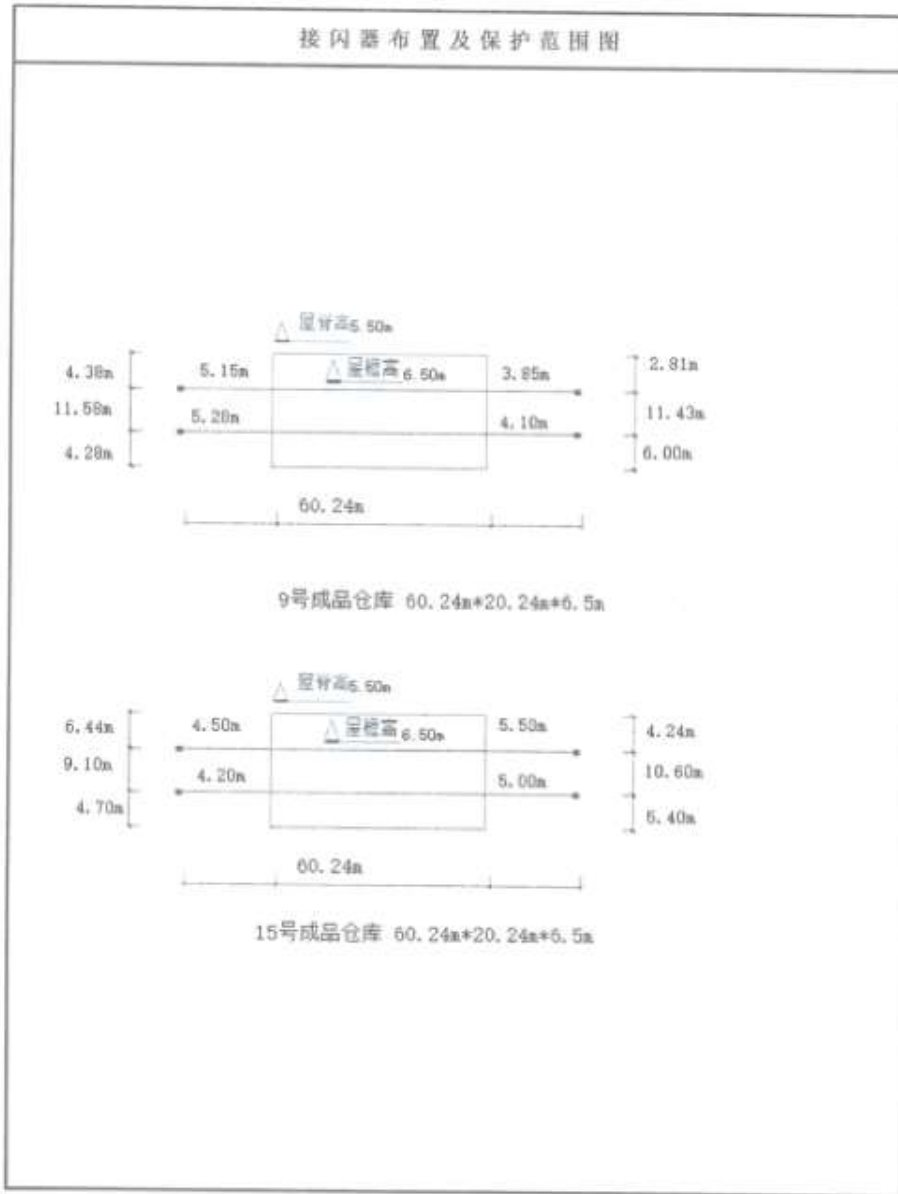 接闪器布置及保护范围图
屋脊高5.50m
4.38m 5.15m 屋檐高 6.50m 3.85m 2.81m
11.58m 5.28m 4.10m 11.43m
4.28m 6.00m
60.24m
9号成品仓库 60.24m*20.24m*6.5m
屋脊高5.50m
6.44m 4.50m 屋檐高 6.50m 5.50m 4.24m
9.10m 4.20m 5.00m 10.60m
4.70m 5.40m
60.24m
15号成品仓库 60.24m*20.24m*6.5m